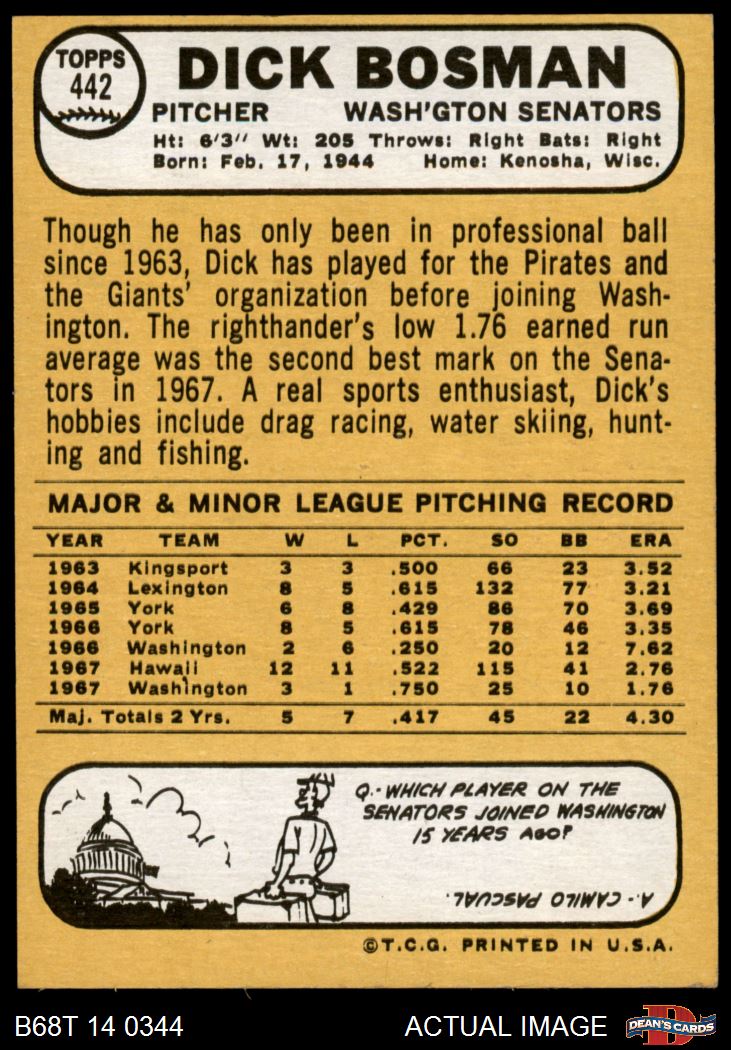 TOPPS
442
DICK BOSMAN
PITCHER WASH'GTON SENATORS
Ht: 6'3'' Wt: 205 Throws: Right Bats: Right
Born: Feb. 17, 1944 Home: Kenosha, Wisc.
Though he has only been in professional ball
since 1963, Dick has played for the Pirates and
the Giants' organization before joining Wash-
ington. The righthander's low 1.76 earned run
average was the second best mark on the Sena-
tors in 1967. A real sports enthusiast, Dick's
hobbies include drag racing, water skiing, hunt-
ing and fishing.
MAJOR & MINOR LEAGUE PITCHING RECORD
YEAR TEAM W L PCT. SO BB ERA
1963 Kingsport 3 3 .500 66 23 3.52
1964 Lexington 8 5 .615 132 77 3.21
1965 York 6 8 .429 86 70 3.69
1966 York 8 5 .615 78 46 3.35
1966 Washington 2 6 .250 20 12 7.62
1967 Hawaii 12 11 .522 115 41 2.76
1967 Washington 3 1 .750 25 10 1.76
Maj. Totals 2 Yrs. 5 7 .417 45 22 4.30
Q.- WHICH PLAYER ON THE
SENATORS JOINED WASHINGTON
15 YEARS AGO?
A.- CAMILO PASCUAL.
©T.C.G. PRINTED IN U.S.A.
B68T 14 0344 ACTUAL IMAGE DEAN'S CARDS